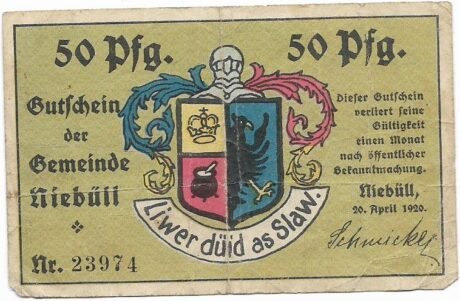 50 Pfg.
50 Pfg.
Gutschein
der
Gemeinde
Niebüll
Nr. 23974
Dieser Gutschein
verliert seine
Gültigkeit
einen Monat
nach öffentlicher
Bekanntmachung.
Niebüll,
20. April 1920.
Liwer düid as Slaw.